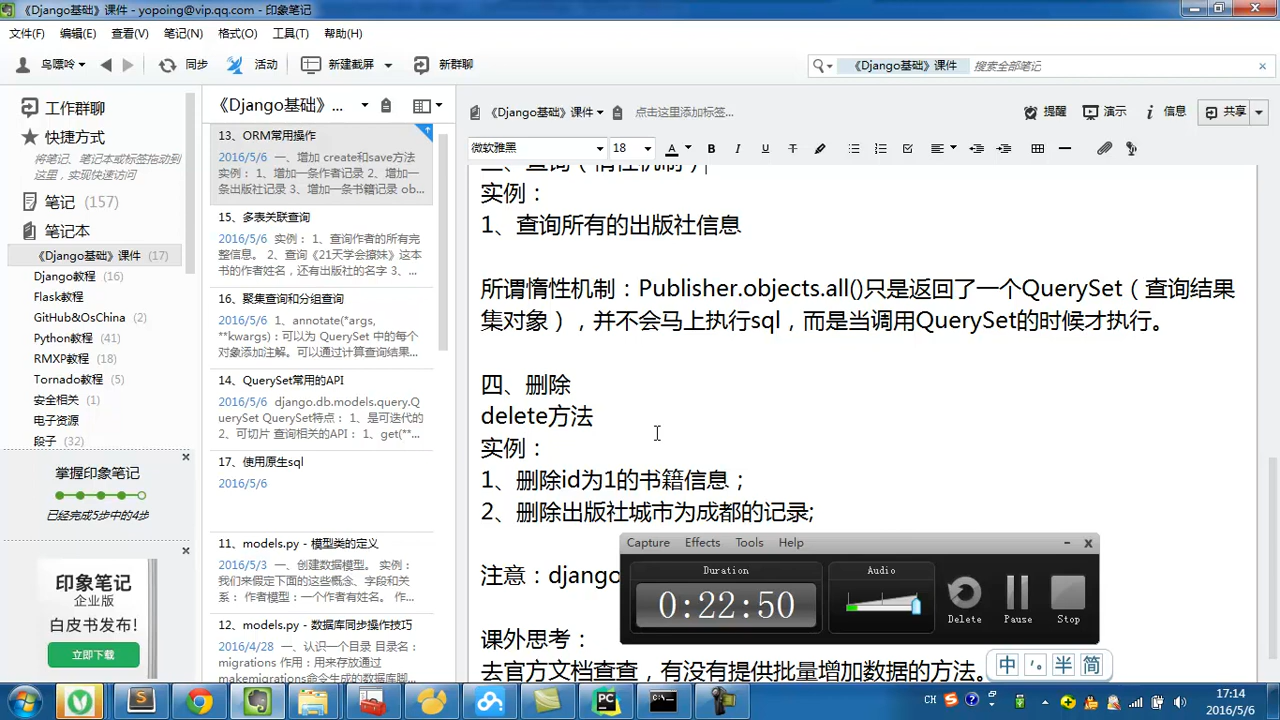 《Django基础》课件 - yopoing@vip.qq.com - 印象笔记
文件(F) 编辑(E) 查看(V) 笔记(N) 格式(O) 工具(T) 帮助(H)
鸟嘌呤 同步 活动 新建截屏 新群聊 《Django基础》课件 搜索全部笔记
工作群聊
快捷方式
将笔记、笔记本或标签拖动到
这里，实现快速访问
笔记 (157)
笔记本
《Django基础》课件 (17)
Django教程 (16)
Flask教程
GitHub&OsChina (2)
Python教程 (41)
RMXP教程 (18)
Tornado教程 (5)
安全相关 (1)
电子资源
段子 (32)
掌握印象笔记
已经完成5步中的4步
印象笔记
企业版
白皮书发布!
立即下载
《Django基础》...
13、ORM常用操作
2016/5/6 一、增加 create和save方法
实例： 1、增加一条作者记录 2、增加一
条出版社记录 3、增加一条书籍记录 ob...
15、多表关联查询
2016/5/6 实例： 1、查询作者的所有完
整信息。 2、查询《21天学会撩妹》这本
书的作者姓名，还有出版社的名字 3、...
16、聚集查询和分组查询
2016/5/6 1、annotate(*args,
**kwargs)：可以为 QuerySet 中的每个
对象添加注解。可以通过计算查询结果...
14、QuerySet常用的API
2016/5/6 django.db.models.query.Q
uerySet QuerySet特点： 1、是可迭代的
2、可切片 查询相关的API： 1、get(**...
17、使用原生sql
2016/5/6
11、models.py - 模型类的定义
2016/5/3 一、创建数据模型。 实例：
我们来假定下面的这些概念、字段和关
系： 作者模型：一个作者有姓名。 作...
12、models.py - 数据库同步操作技巧
2016/4/28 一、认识一个目录 目录名：
migrations 作用：用来存放通过
makemigrations命令生成的数据库脚...
《Django基础》课件 点击这里添加标签... 提醒 演示 信息 共享
微软雅黑 18 A B I U T
三、查询（惰性机制）
实例：
1、查询所有的出版社信息
所谓惰性机制：Publisher.objects.all()只是返回了一个QuerySet（查询结果
集对象），并不会马上执行sql，而是当调用QuerySet的时候才执行。
四、删除
delete方法
实例：
1、删除id为1的书籍信息；
2、删除出版社城市为成都的记录;
注意：django
课外思考：
去官方文档查查，有没有提供批量增加数据的方法。
Capture Effects Tools Help
Duration Audio
0:22:50
Delete Pause Stop
中 半 简
CH 17:14
2016/5/6